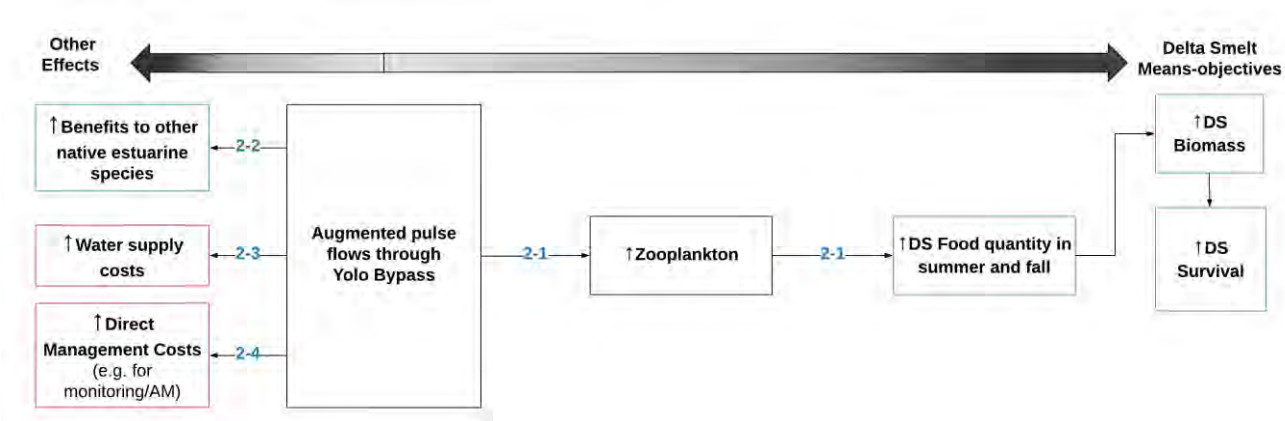 Other
Effects
Delta Smelt
Means-objectives
↑Benefits to other
native estuarine
species
2-2
↑Water supply
costs
2-3
↑ Direct
Management Costs
(e.g. for
monitoring/AM)
2-4
Augmented pulse
flows through
Yolo Bypass
2-1
↑Zooplankton
2-1
↑DS Food quantity in
summer and fall
↑DS
Biomass
↑DS
Survival